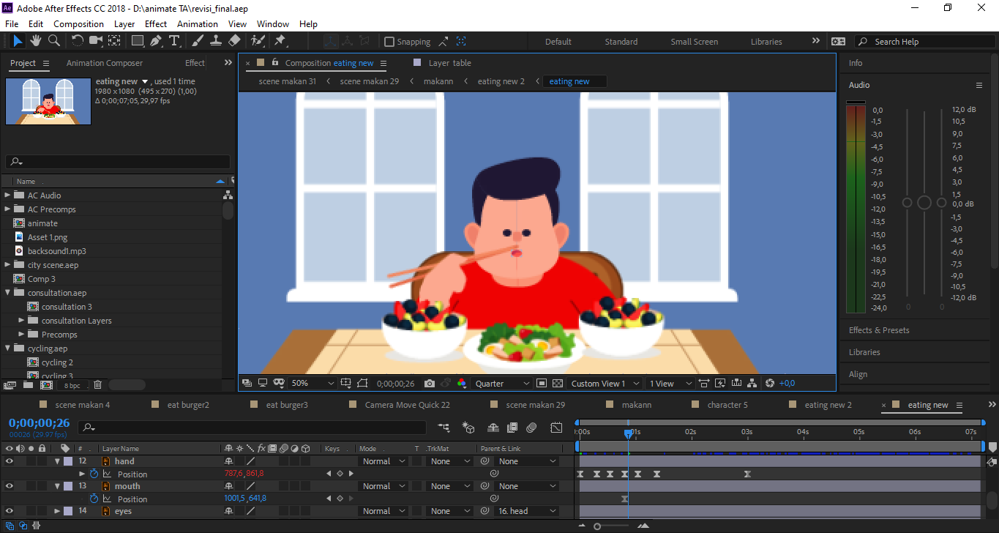 Ae Adobe After Effects CC 2018 - D:\animate TA\revisi_final.aep
File Edit Composition Layer Effect Animation View Window Help
T Snapping Default Standard Small Screen Libraries Search Help
Project Animation Composer Effect
eating new , used 1 time
1980 x 1080 (495 x 270) (1,00)
Δ 0;00;07;05, 29,97 fps
Name
AC Audio
AC Precomps
animate
Asset 1.png
backsound1.mp3
city scene.aep
Comp 3
consultation.aep
consultation 3
consultation Layers
Precomps
cycling.aep
cycling 2
cycling 3
8 bpc
Composition eating new Layer table
scene makan 31 scene makan 29 makann eating new 2 eating new
50% 0;00;00;26 Quarter Custom View 1 1 View +0,0
Info
Audio
0,0 12,0 dB
-1,5 10,5
-3,0 9,0
-4,5 7,5
-6,0 6,0
-7,5 4,5
-9,0 3,0
-10,5 1,5
-12,0 0,0 dB
-13,5 -1,5
-15,0 -3,0
-16,5 -4,5
-18,0 -6,0
-19,5 -7,5
-21,0 -9,0
-22,5 -10,5
-24,0 -12,0 dB
0 0
Effects & Presets
Libraries
Align
scene makan 4 eat burger2 eat burger3 Camera Move Quick 22 scene makan 29 makann character 5 eating new 2 eating new
0;00;00;26
00026 (29.97 fps)
:00s 01s 02s 03s 04s 05s 06s 07s
# Layer Name fx Keys Mode T .TrkMat Parent & Link
12 Ai hand Normal None None
Position 787,6,861,8
13 Ai mouth Normal None None
Position 1001,5,641,8
14 Ai eyes Normal None 16. head